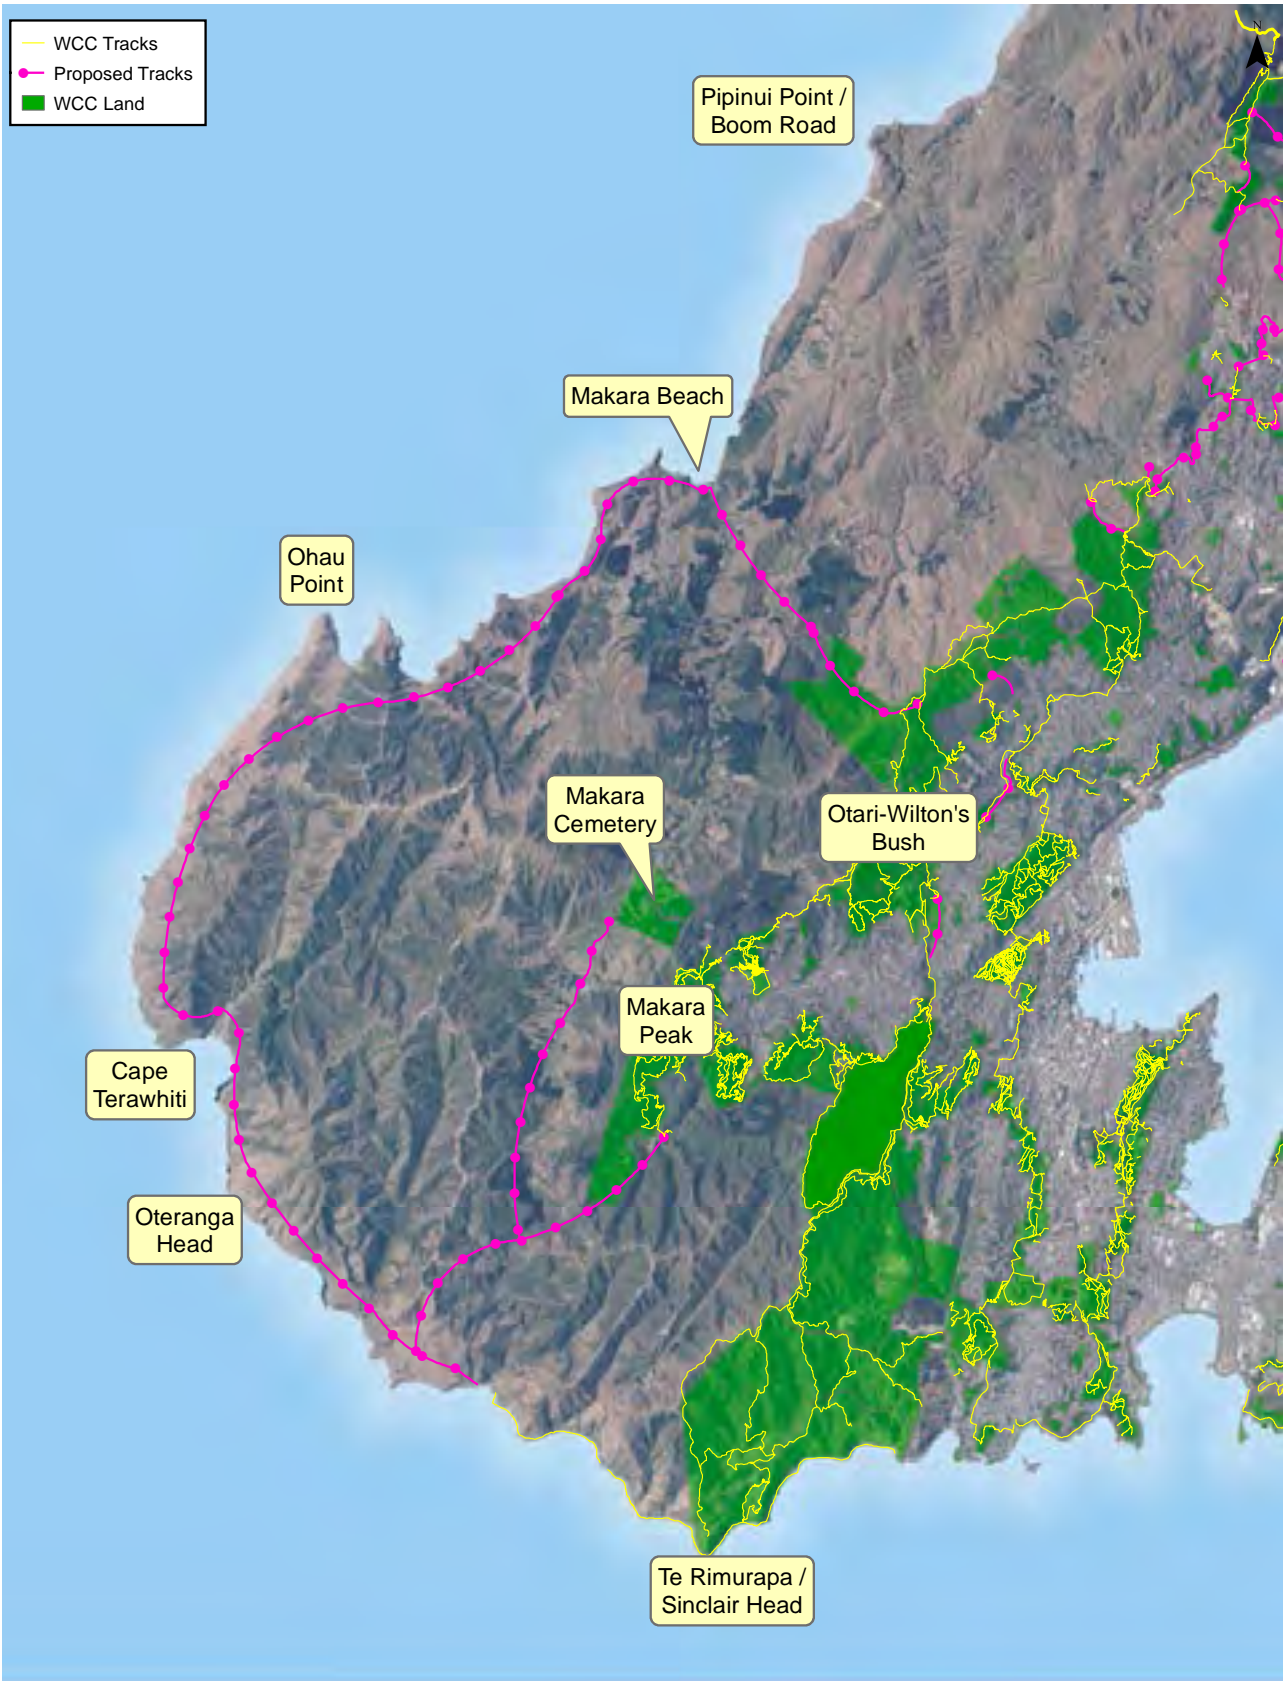 WCC Tracks
Proposed Tracks
WCC Land
N
Pipinui Point /
Boom Road
Makara Beach
Ohau
Point
Makara
Cemetery
Otari-Wilton's
Bush
Makara
Peak
Cape
Terawhiti
Oteranga
Head
Te Rimurapa /
Sinclair Head